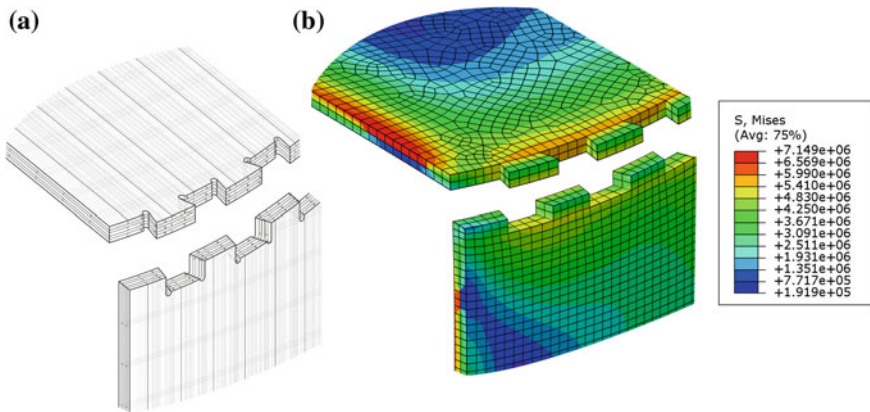 (a)
(b)
S, Mises
(Avg: 75%)
+7.149e+06
+6.569e+06
+5.990e+06
+5.410e+06
+4.830e+06
+4.250e+06
+3.671e+06
+3.091e+06
+2.511e+06
+1.931e+06
+1.351e+06
+7.717e+05
+1.919e+05